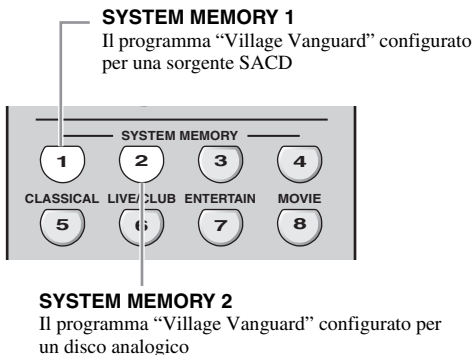 SYSTEM MEMORY 1
Il programma “Village Vanguard” configurato
per una sorgente SACD
SYSTEM MEMORY
1 2 3 4
CLASSICAL LIVE/CLUB ENTERTAIN MOVIE
5 6 7 8
SYSTEM MEMORY 2
Il programma “Village Vanguard” configurato per
un disco analogico